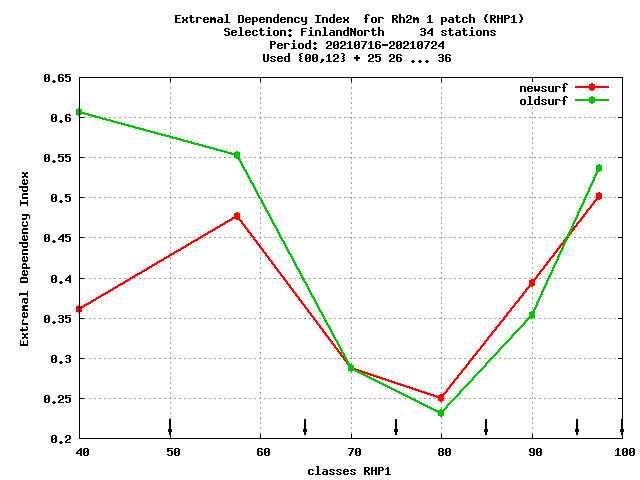 Extremal Dependency Index  for Rh2m 1 patch (RHP1)
Selection: FinlandNorth     34 stations
Period: 20210716-20210724
Used {00,12} + 25 26 ... 36
newsurf
oldsurf
0.65
0.6
0.55
0.5
0.45
0.4
0.35
0.3
0.25
0.2
Extremal Dependency Index
40 50 60 70 80 90 100
classes RHP1